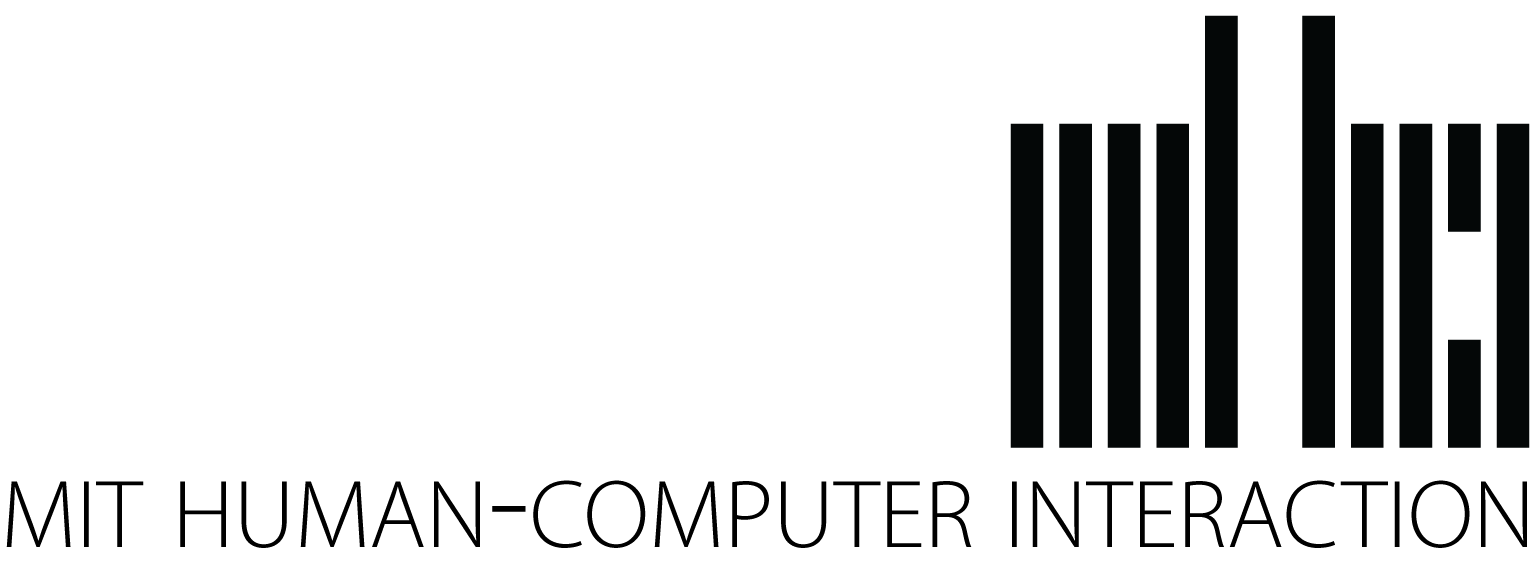 MIT HUMAN-COMPUTER INTERACTION